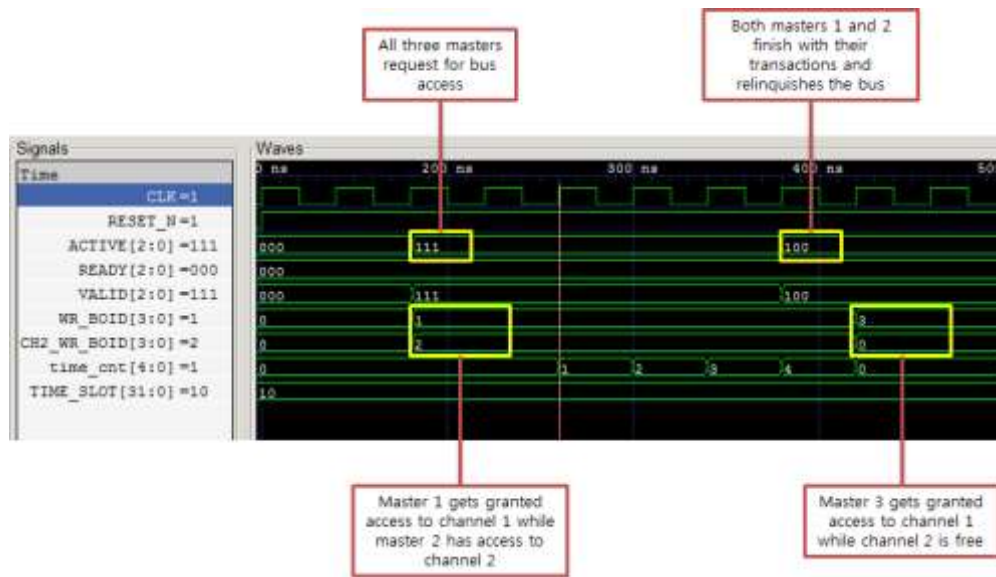 All three masters
request for bus
access
Both masters 1 and 2
finish with their
transactions and
relinquishes the bus
Signals
Waves
Time
0 ns 200 ns 300 ns 400 ns 500
CLK=1
RESET_N=1
ACTIVE[2:0] =111 000 111 100
READY[2:0] =000 000
VALID[2:0] =111 000 111 100
WR_BOID[3:0] =1 0 1 3
CH2_WR_BOID[3:0] =2 0 2 0
time_cnt[6:0] =1 0 1 2 3 4 0
TIME_SLOT[31:0] =10 10
Master 1 gets granted
access to channel 1 while
master 2 has access to
channel 2
Master 3 gets granted
access to channel 1
while channel 2 is free